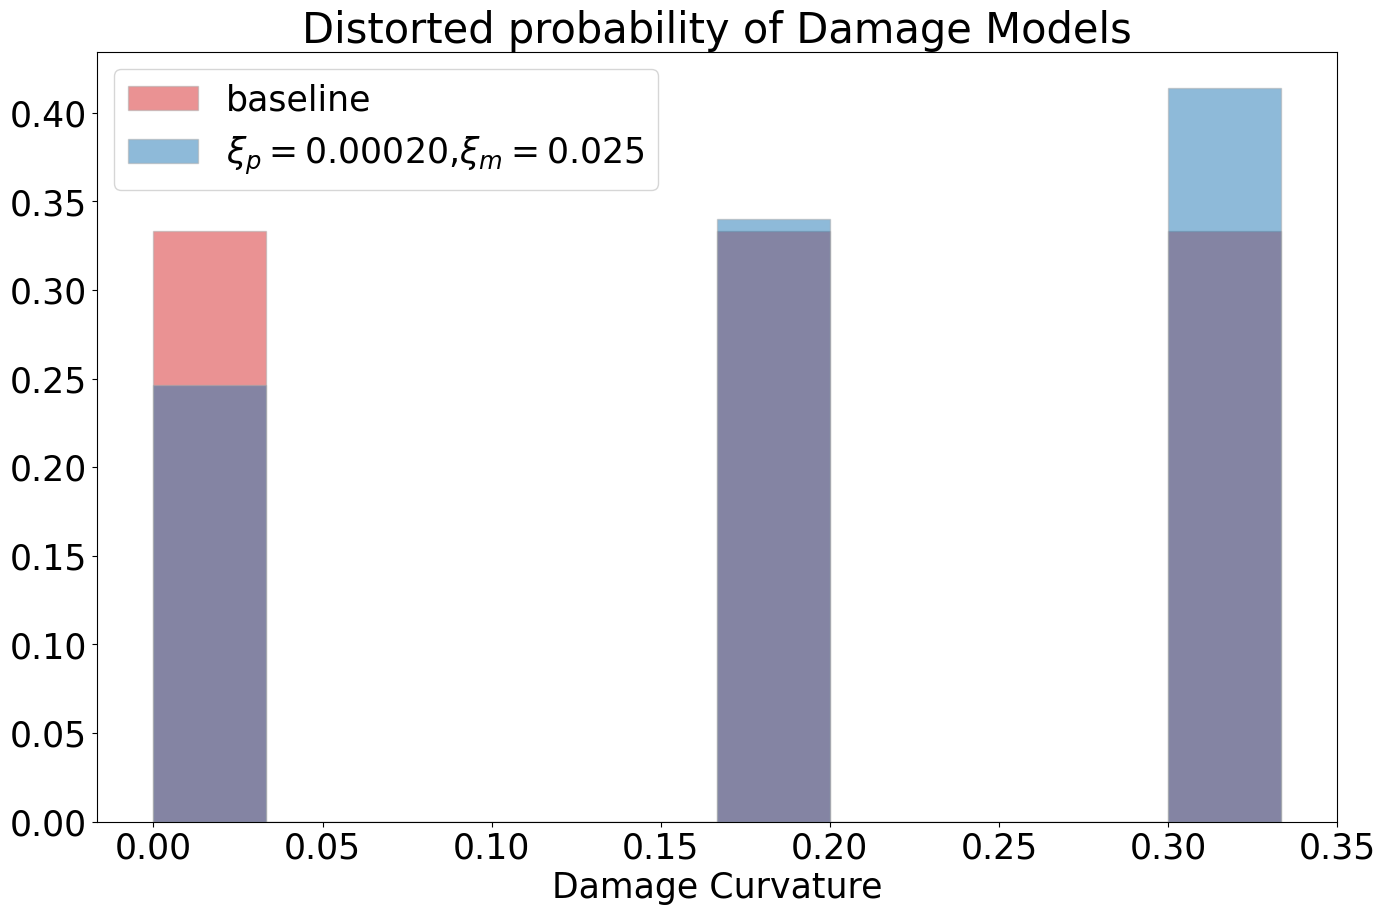 Distorted probability of Damage Models
baseline
ξₚ = 0.00020,ξₘ = 0.025
0.40
0.35
0.30
0.25
0.20
0.15
0.10
0.05
0.00
0.00 0.05 0.10 0.15 0.20 0.25 0.30 0.35
Damage Curvature